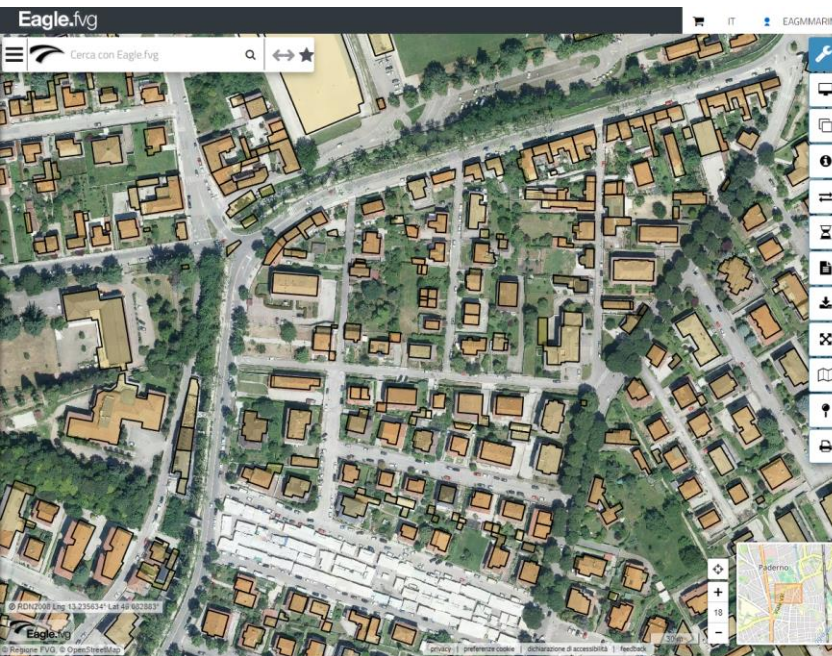 Eagle.fvg
IT
EAGMMARIN
Cerca con Eagle.fvg
Paderno
18
30 m
@ RDN2008 Lng 13.235634° Lat 46.082883°
Eagle.fvg
© Regione FVG, © OpenStreetMap
privacy | preferenze cookie | dichiarazione di accessibilità | feedback